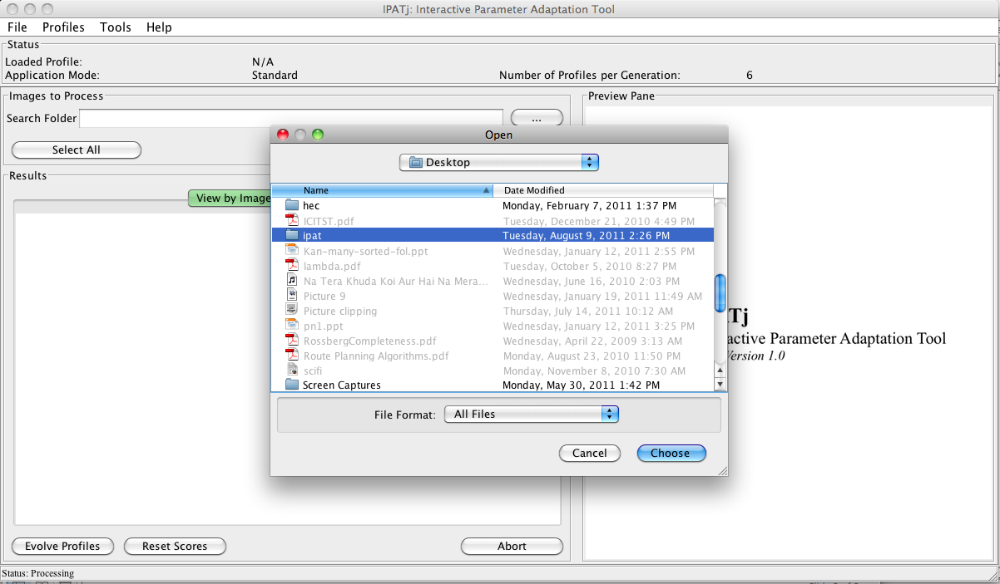 IPATj: Interactive Parameter Adaptation Tool
File Profiles Tools Help
Status
Loaded Profile: N/A
Application Mode: Standard Number of Profiles per Generation: 6
Images to Process
Search Folder ...
Select All
Results
View by Image
Preview Pane
Tj
active Parameter Adaptation Tool
Version 1.0
Open
Desktop
Name Date Modified
hec Monday, February 7, 2011 1:37 PM
ICITST.pdf Tuesday, December 21, 2010 4:49 PM
ipat Tuesday, August 9, 2011 2:26 PM
Kan-many-sorted-fol.ppt Wednesday, January 12, 2011 2:55 PM
lambda.pdf Tuesday, October 5, 2010 8:27 PM
Na Tera Khuda Koi Aur Hai Na Mera... Wednesday, June 16, 2010 2:03 PM
Picture 9 Wednesday, January 19, 2011 11:49 AM
Picture clipping Thursday, July 14, 2011 10:12 AM
pn1.ppt Wednesday, January 12, 2011 3:25 PM
RossbergCompleteness.pdf Wednesday, April 22, 2009 3:13 AM
Route Planning Algorithms.pdf Monday, August 23, 2010 11:50 PM
scifi Monday, November 8, 2010 7:30 AM
Screen Captures Monday, May 30, 2011 1:42 PM
File Format: All Files
Cancel Choose
Evolve Profiles Reset Scores Abort
Status: Processing